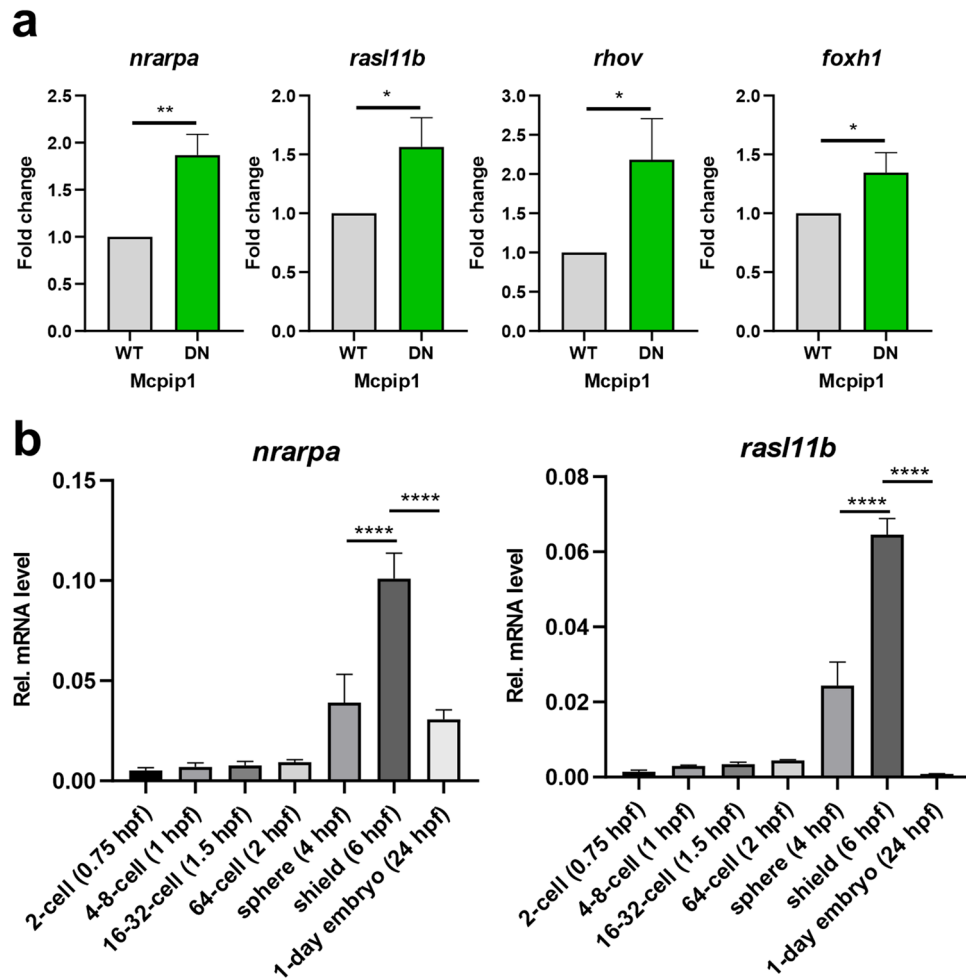 a
nrarpa
rasl11b
rhov
foxh1
2.5
2.0
1.5
1.0
0.5
0.0
Fold change
**
WT DN
Mcpip1
2.0
1.5
1.0
0.5
0.0
Fold change
*
WT DN
Mcpip1
3.0
2.5
2.0
1.5
1.0
0.5
0.0
Fold change
*
WT DN
Mcpip1
2.0
1.5
1.0
0.5
0.0
Fold change
*
WT DN
Mcpip1
b
nrarpa
0.15
0.10
0.05
0.00
Rel. mRNA level
****
****
2-cell (0.75 hpf)
4-8-cell (1 hpf)
16-32-cell (1.5 hpf)
64-cell (2 hpf)
sphere (4 hpf)
shield (6 hpf)
1-day embryo (24 hpf)
rasl11b
0.08
0.06
0.04
0.02
0.00
Rel. mRNA level
****
****
2-cell (0.75 hpf)
4-8-cell (1 hpf)
16-32-cell (1.5 hpf)
64-cell (2 hpf)
sphere (4 hpf)
shield (6 hpf)
1-day embryo (24 hpf)